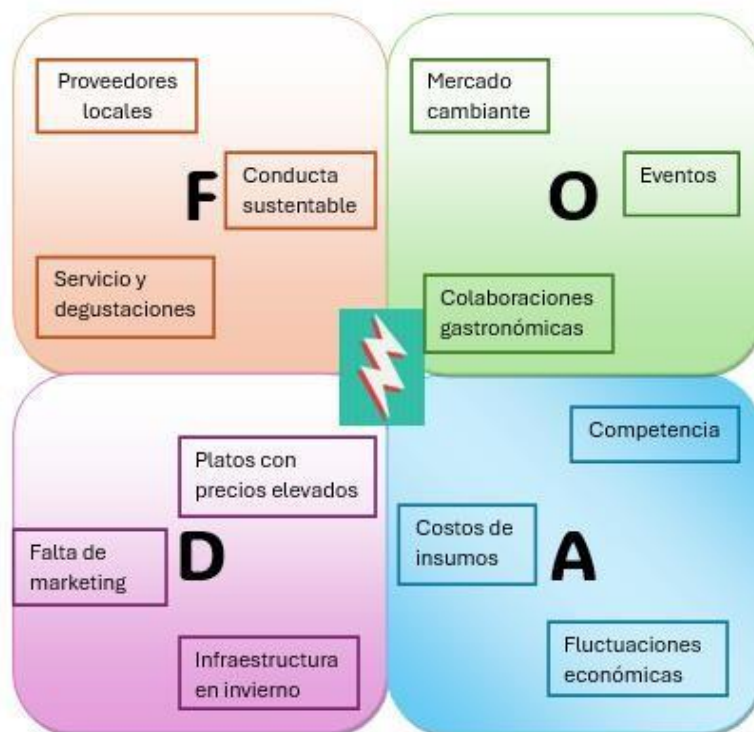 Proveedores
locales
F
Conducta
sustentable
Servicio y
degustaciones
Mercado
cambiante
O
Eventos
Colaboraciones
gastronómicas
Platos con
precios elevados
Falta de
marketing
D
Infraestructura
en invierno
Competencia
Costos de
insumos
A
Fluctuaciones
económicas